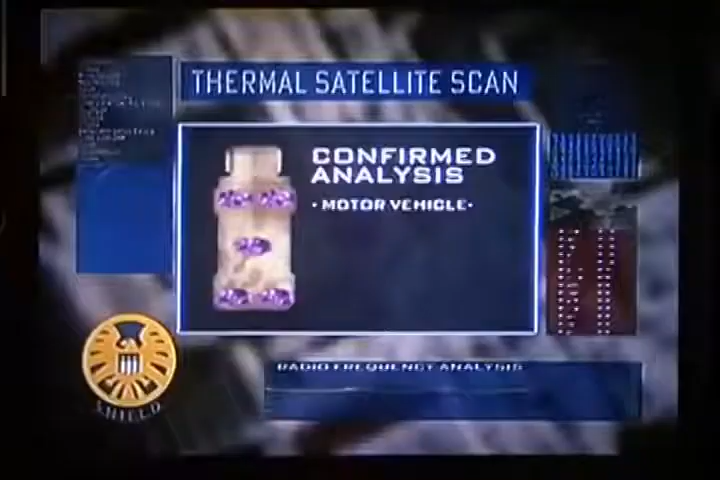 THERMAL SATELLITE SCAN
CONFIRMED
ANALYSIS
• MOTOR VEHICLE •
RADIO FREQUENCY ANALYSIS
SHIELD